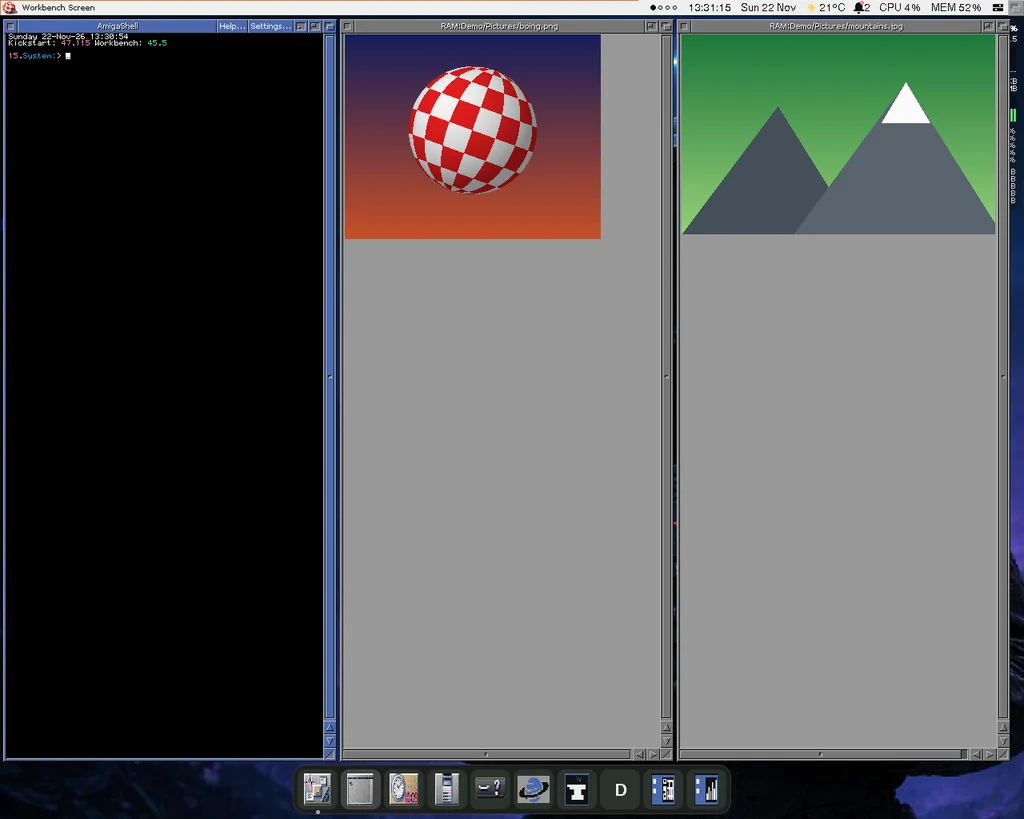 Workbench Screen
13:31:15 Sun 22 Nov 21°C 2 CPU 4% MEM 52%
AmigaShell Help... Settings...
Sunday 22-Nov-26 13:30:54
Kickstart: 47.115 Workbench: 45.5
15.System:>
RAM:Demo/Pictures/boing.png
RAM:Demo/Pictures/mountains.jpg
%
.5
%
%
%
%
%
B
B
B
B
B
D